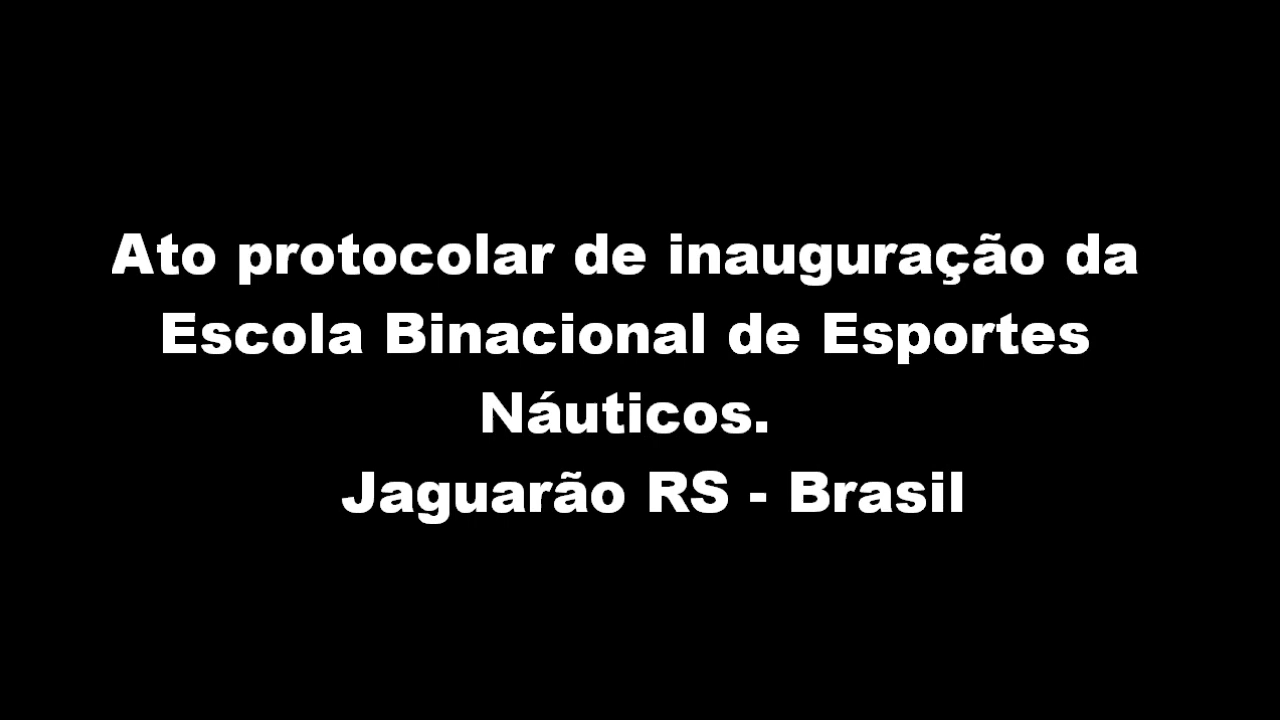 Ato protocolar de inauguração da
Escola Binacional de Esportes
Náuticos.
Jaguarão RS - Brasil